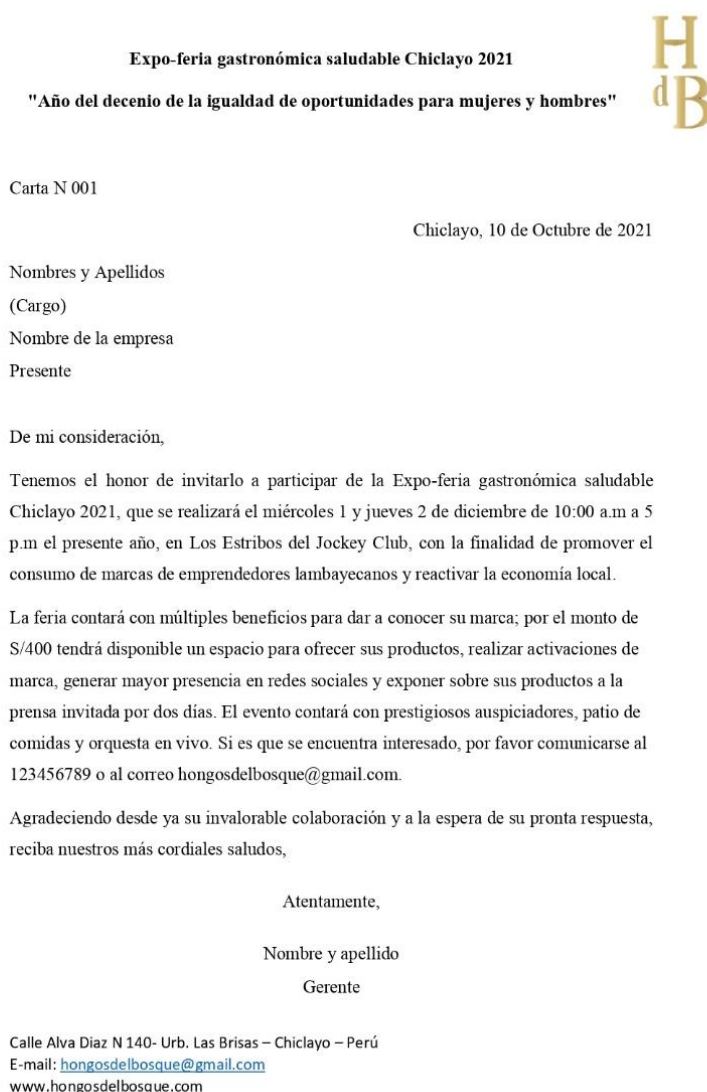 Expo-feria gastronómica saludable Chiclayo 2021
"Año del decenio de la igualdad de oportunidades para mujeres y hombres"
H
dB
Carta N 001
Chiclayo, 10 de Octubre de 2021
Nombres y Apellidos
(Cargo)
Nombre de la empresa
Presente
De mi consideración,
Tenemos el honor de invitarlo a participar de la Expo-feria gastronómica saludable
Chiclayo 2021, que se realizará el miércoles 1 y jueves 2 de diciembre de 10:00 a.m a 5
p.m el presente año, en Los Estribos del Jockey Club, con la finalidad de promover el
consumo de marcas de emprendedores lambayecanos y reactivar la economía local.
La feria contará con múltiples beneficios para dar a conocer su marca; por el monto de
S/400 tendrá disponible un espacio para ofrecer sus productos, realizar activaciones de
marca, generar mayor presencia en redes sociales y exponer sobre sus productos a la
prensa invitada por dos días. El evento contará con prestigiosos auspiciadores, patio de
comidas y orquesta en vivo. Si es que se encuentra interesado, por favor comunicarse al
123456789 o al correo hongosdelbosque@gmail.com.
Agradeciendo desde ya su invalorable colaboración y a la espera de su pronta respuesta,
reciba nuestros más cordiales saludos,
Atentamente,
Nombre y apellido
Gerente
Calle Alva Diaz N 140- Urb. Las Brisas – Chiclayo – Perú
E-mail: hongosdelbosque@gmail.com
www.hongosdelbosque.com